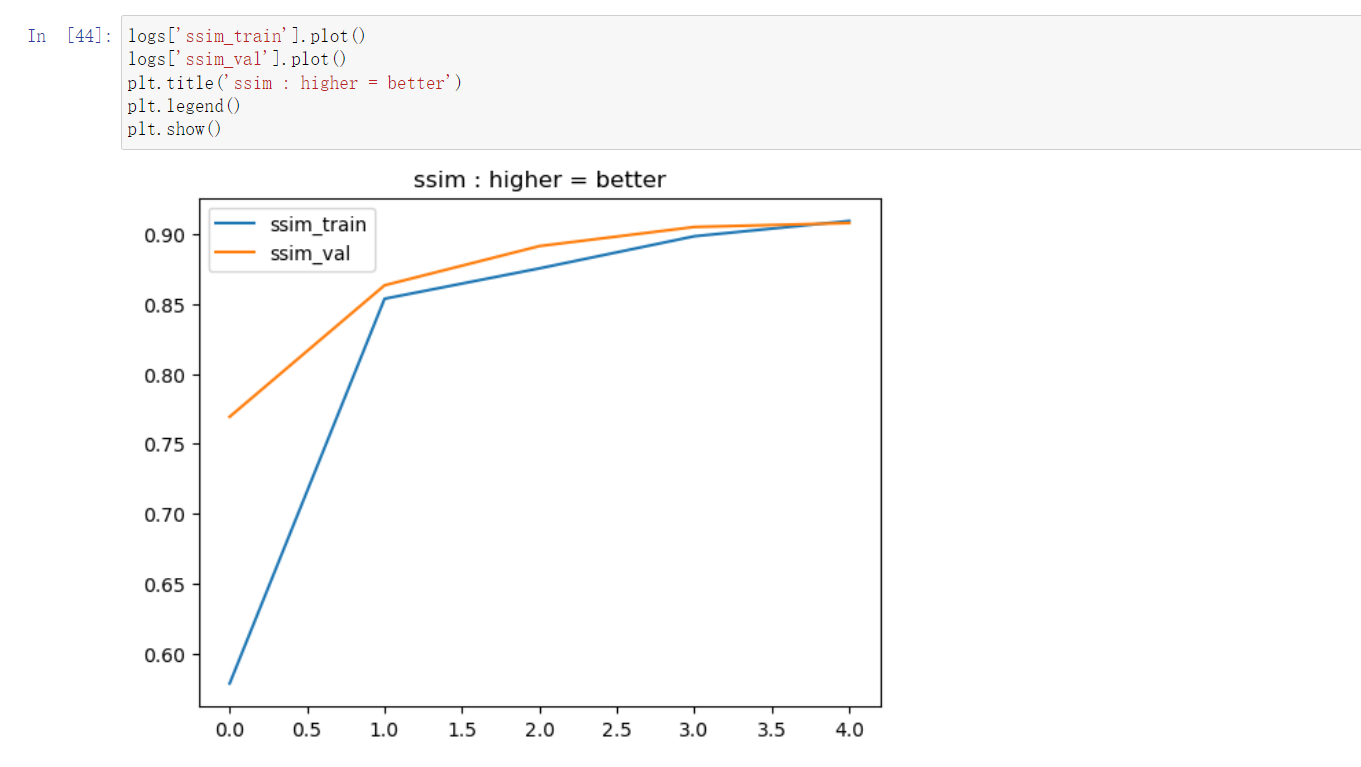 In [44]: logs['ssim_train'].plot()
logs['ssim_val'].plot()
plt.title('ssim : higher = better')
plt.legend()
plt.show()
ssim : higher = better
ssim_train
ssim_val
0.90
0.85
0.80
0.75
0.70
0.65
0.60
0.0 0.5 1.0 1.5 2.0 2.5 3.0 3.5 4.0